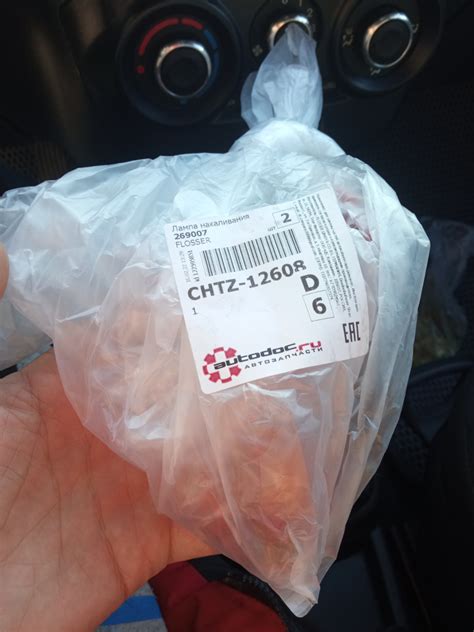 Лампа накаливания
269007
FLOSSER
шт
2
CHTZ-12608
D
1
6
EAC
autodoc.ru
АВТОЗАПЧАСТИ